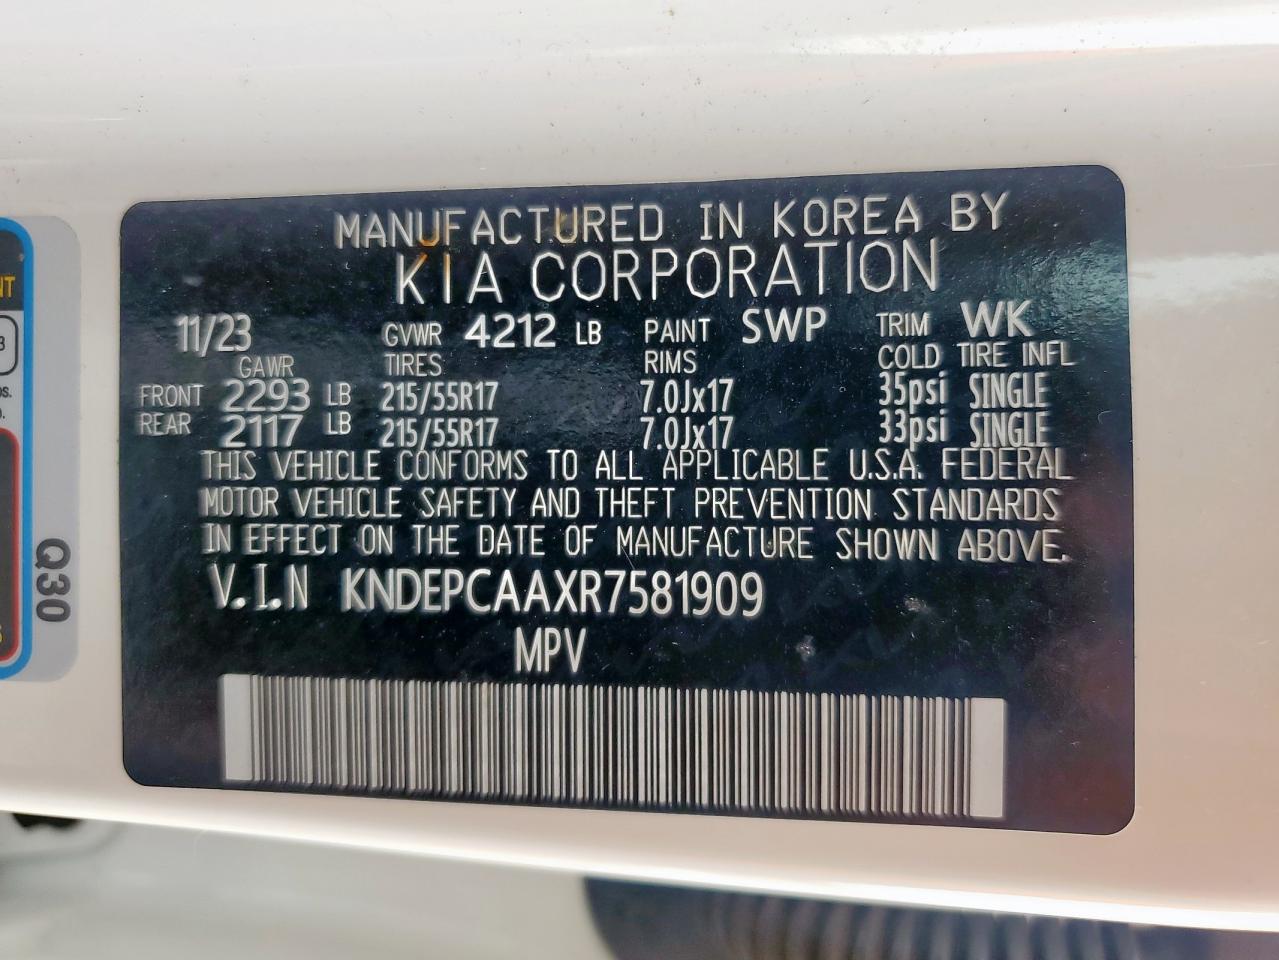 MANUFACTURED IN KOREA BY
KIA CORPORATION
11/23 GVWR 4212 LB PAINT SWP TRIM WK
GAWR TIRES RIMS COLD TIRE INFL
FRONT 2293 LB 215/55R17 7.0Jx17 35psi SINGLE
REAR 2117 LB 215/55R17 7.0Jx17 33psi SINGLE
THIS VEHICLE CONFORMS TO ALL APPLICABLE U.S.A. FEDERAL
MOTOR VEHICLE SAFETY AND THEFT PREVENTION STANDARDS
IN EFFECT ON THE DATE OF MANUFACTURE SHOWN ABOVE.
V.I.N KNDEPCAAXR7581909
MPV
Q30